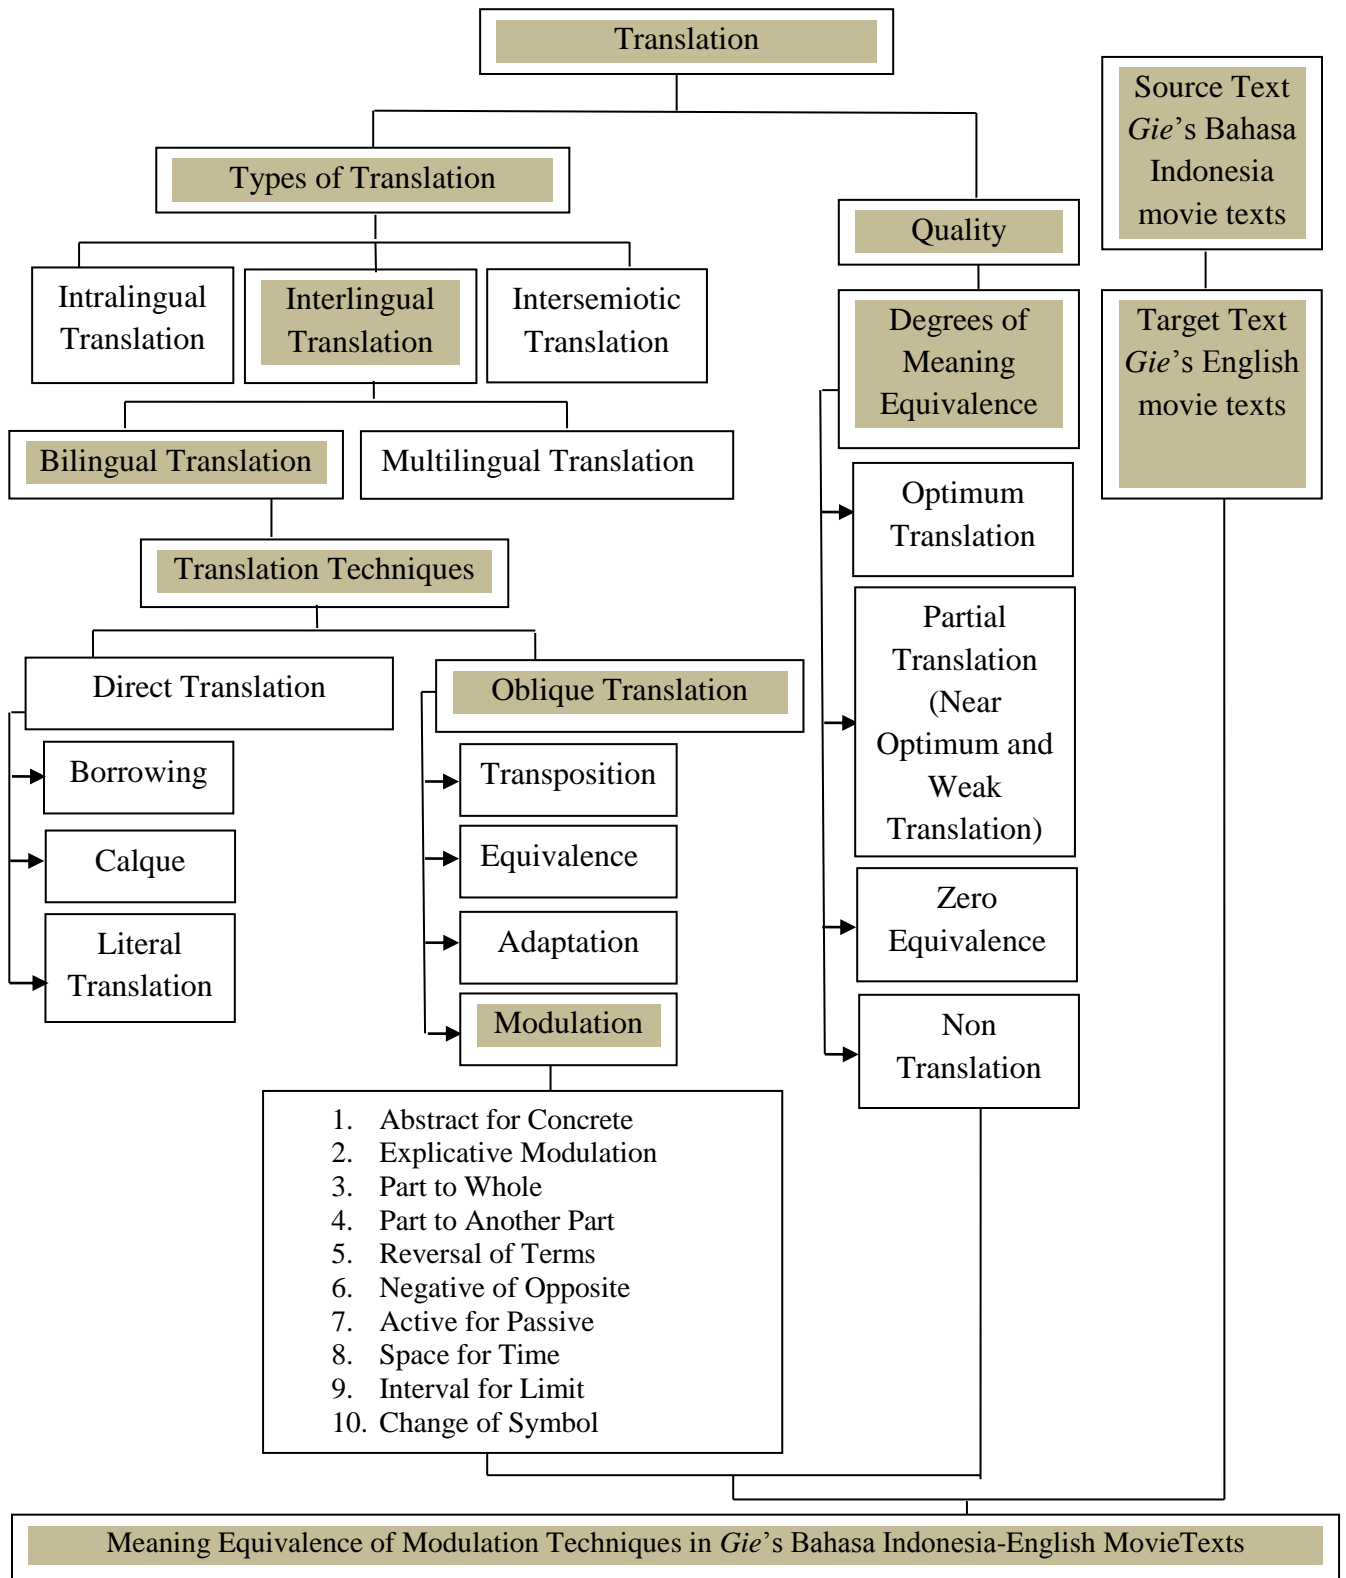 Translation
Source Text
Gie's Bahasa
Indonesia
movie texts
Types of Translation
Quality
Intralingual
Translation
Interlingual
Translation
Intersemiotic
Translation
Degrees of
Meaning
Equivalence
Target Text
Gie's English
movie texts
Bilingual Translation
Multilingual Translation
Optimum
Translation
Translation Techniques
Partial
Translation
(Near
Optimum and
Weak
Translation)
Direct Translation
Oblique Translation
Borrowing
Calque
Literal
Translation
Transposition
Equivalence
Adaptation
Modulation
Zero
Equivalence
Non
Translation
1. Abstract for Concrete
2. Explicative Modulation
3. Part to Whole
4. Part to Another Part
5. Reversal of Terms
6. Negative of Opposite
7. Active for Passive
8. Space for Time
9. Interval for Limit
10. Change of Symbol
Meaning Equivalence of Modulation Techniques in Gie's Bahasa Indonesia-English MovieTexts